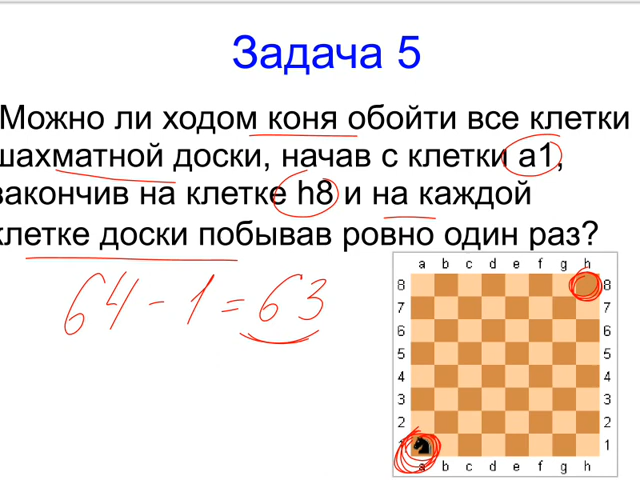 Задача 5
Можно ли ходом коня обойти все клетки
шахматной доски, начав с клетки a1,
закончив на клетке h8 и на каждой
клетке доски побывав ровно один раз?
64 - 1 = 63
a b c d e f g h
8 8
7 7
6 6
5 5
4 4
3 3
2 2
1 1
a b c d e f g h